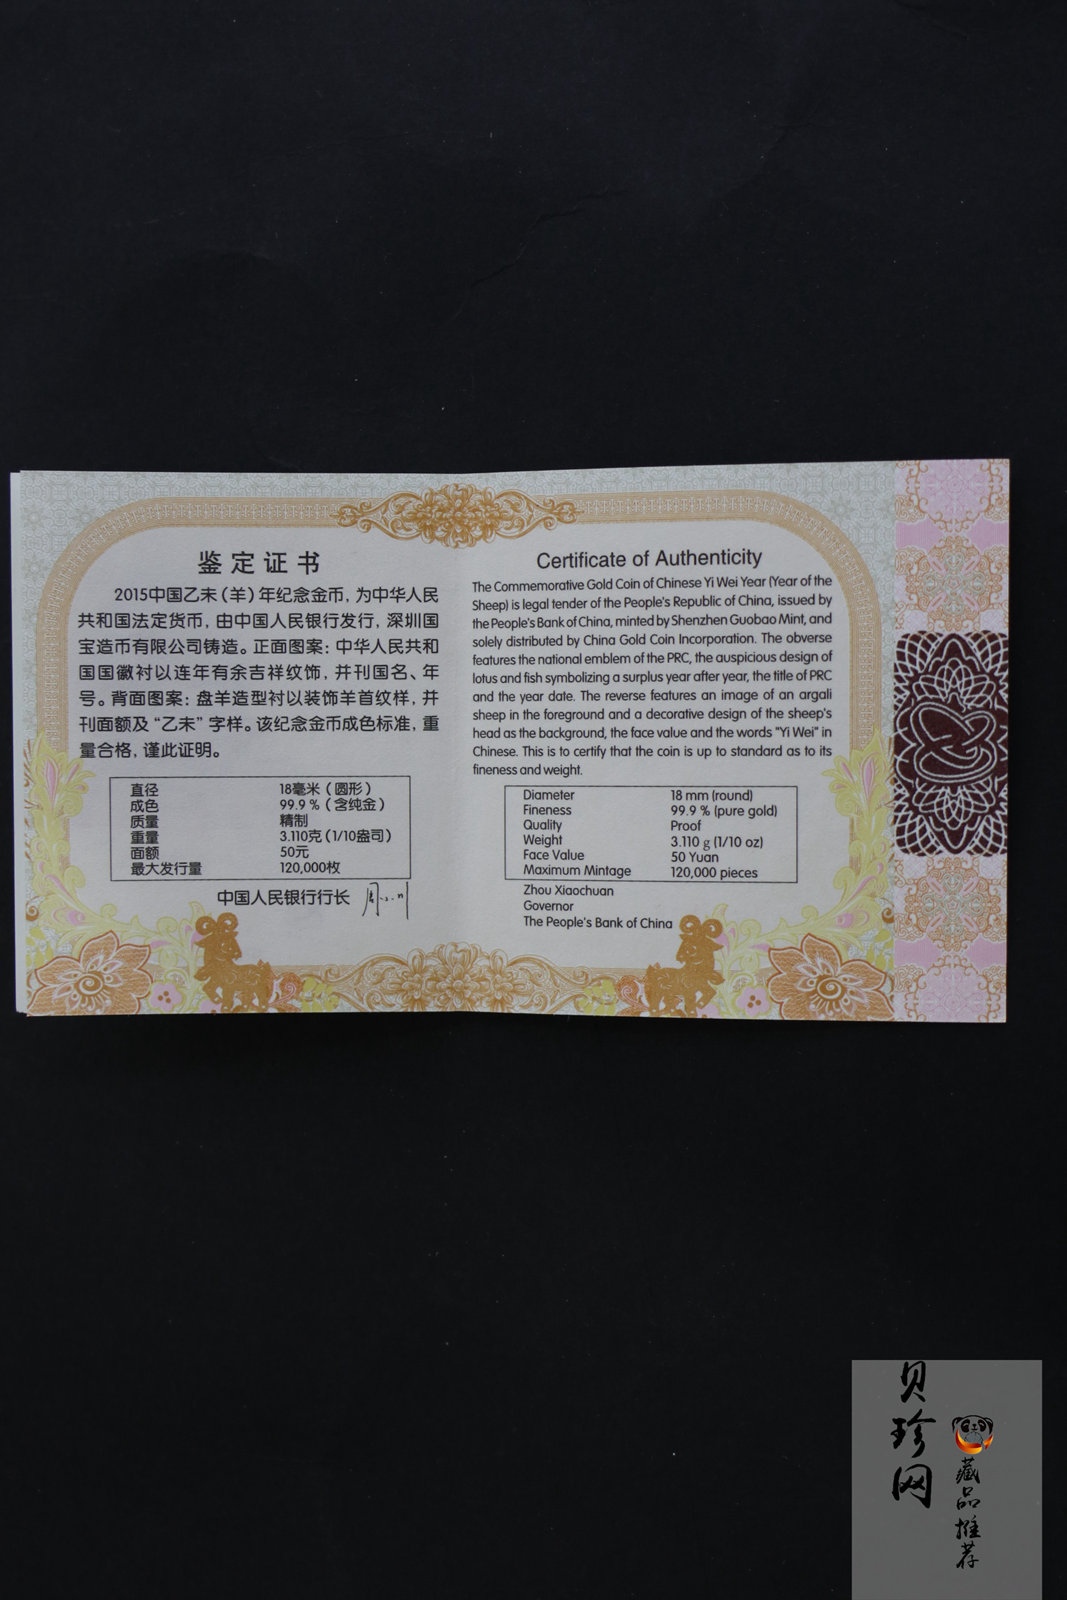 鉴定证书
2015中国乙未（羊）年纪念金币，为中华人民
共和国法定货币，由中国人民银行发行，深圳国
宝造币有限公司铸造。正面图案：中华人民共和
国国徽衬以连年有余吉祥纹饰，并刊国名、年
号。背面图案：盘羊造型衬以装饰羊首纹样，并
刊面额及“乙未”字样。该纪念金币成色标准，重
量合格，谨此证明。
直径 18毫米（圆形）
成色 99.9 %（含纯金）
质量 精制
重量 3.110克（1/10盎司）
面额 50元
最大发行量 120,000枚
中国人民银行行长
Certificate of Authenticity
The Commemorative Gold Coin of Chinese Yi Wei Year (Year of the
Sheep) is legal tender of the People's Republic of China, issued by
the People's Bank of China, minted by Shenzhen Guobao Mint, and
solely distributed by China Gold Coin Incorporation. The obverse
features the national emblem of the PRC, the auspicious design of
lotus and fish symbolizing a surplus year after year, the title of PRC
and the year date. The reverse features an image of an argali
sheep in the foreground and a decorative design of the sheep's
head as the background, the face value and the words "Yi Wei" in
Chinese. This is to certify that the coin is up to standard as to its
fineness and weight.
Diameter 18 mm (round)
Fineness 99.9 % (pure gold)
Quality Proof
Weight 3.110 g (1/10 oz)
Face Value 50 Yuan
Maximum Mintage 120,000 pieces
Zhou Xiaochuan
Governor
The People's Bank of China
贝珍网
藏品推荐